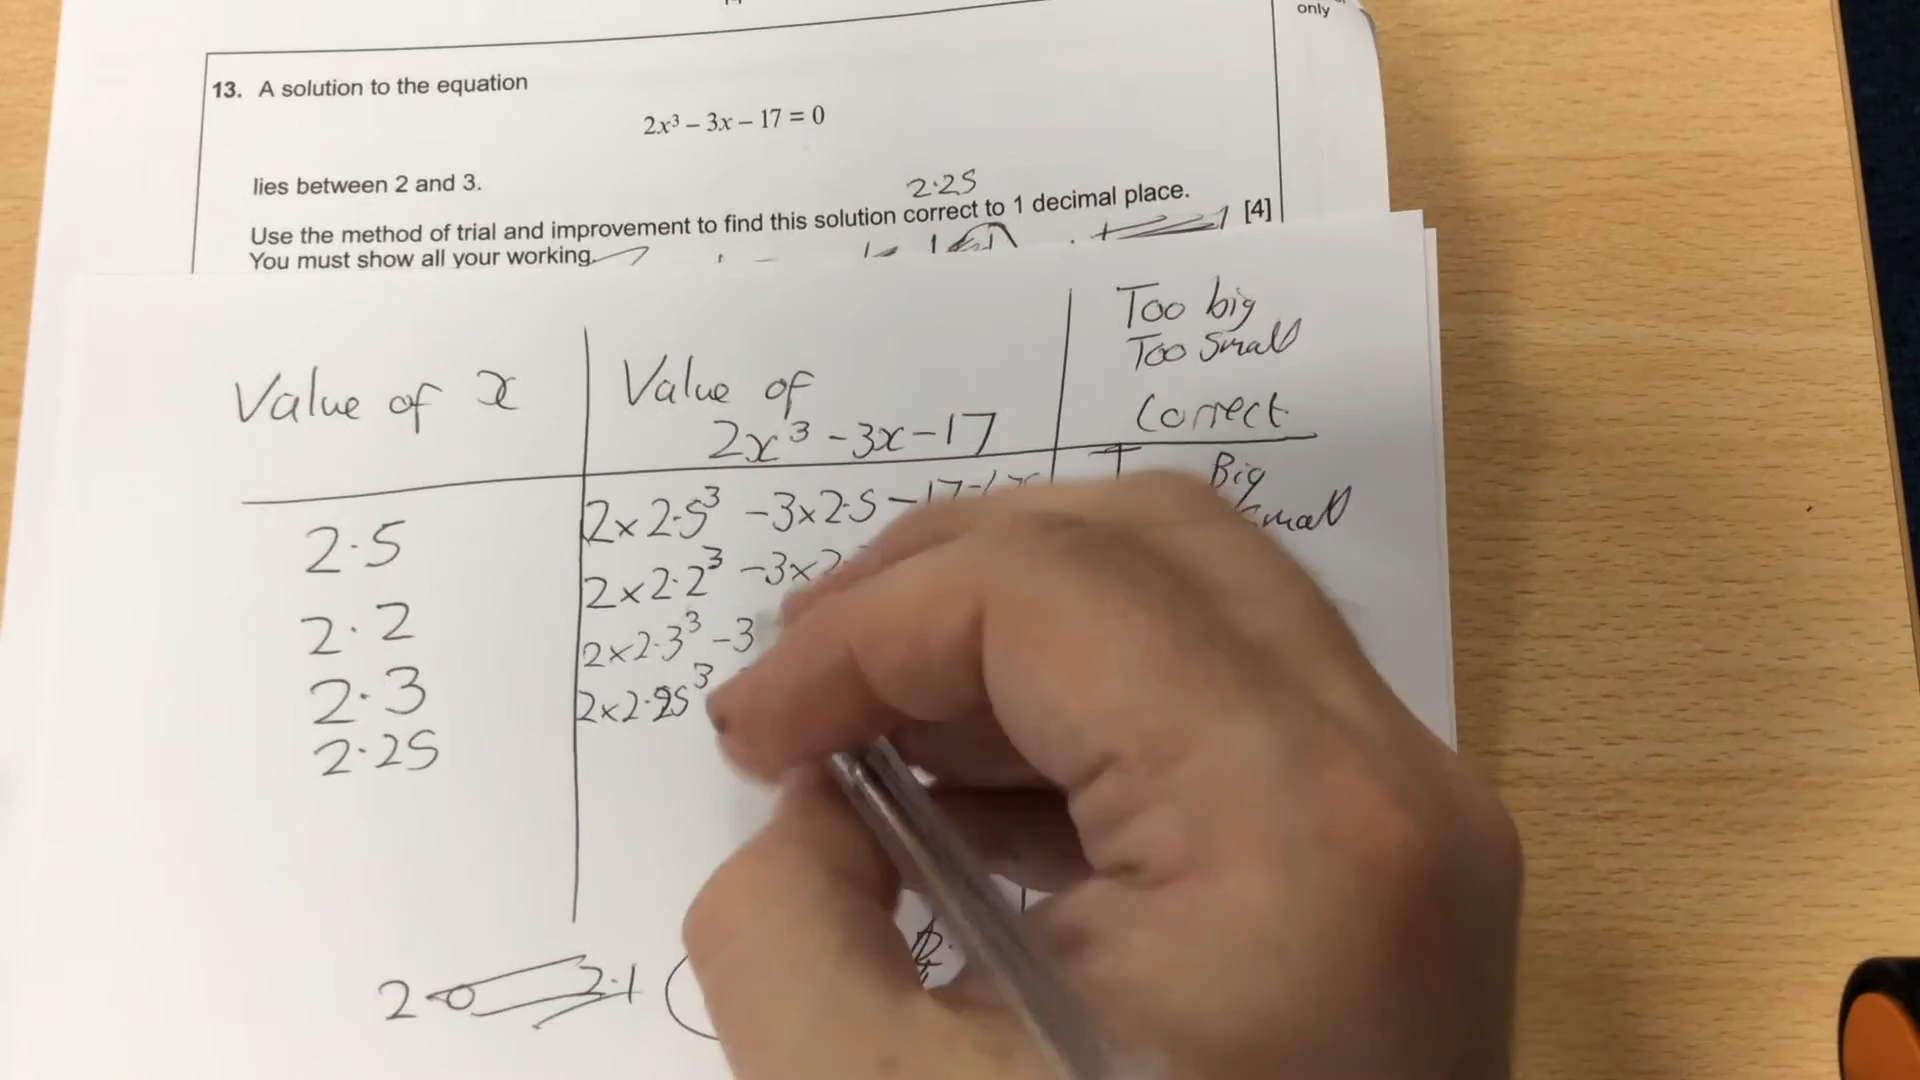 only
13. A solution to the equation
2x³ – 3x – 17 = 0
lies between 2 and 3.
2.25
Use the method of trial and improvement to find this solution correct to 1 decimal place.
[4]
You must show all your working.
Too big
Too Small
Correct.
Value of x
Value of
2x³ -3x-17
2.5
2×2.5³ -3×2.5 -17
Big
2.2
2×2.2³ -3×2
Small
2.3
2×2.3³ -3
2.25
2×2.25³
2
2.1